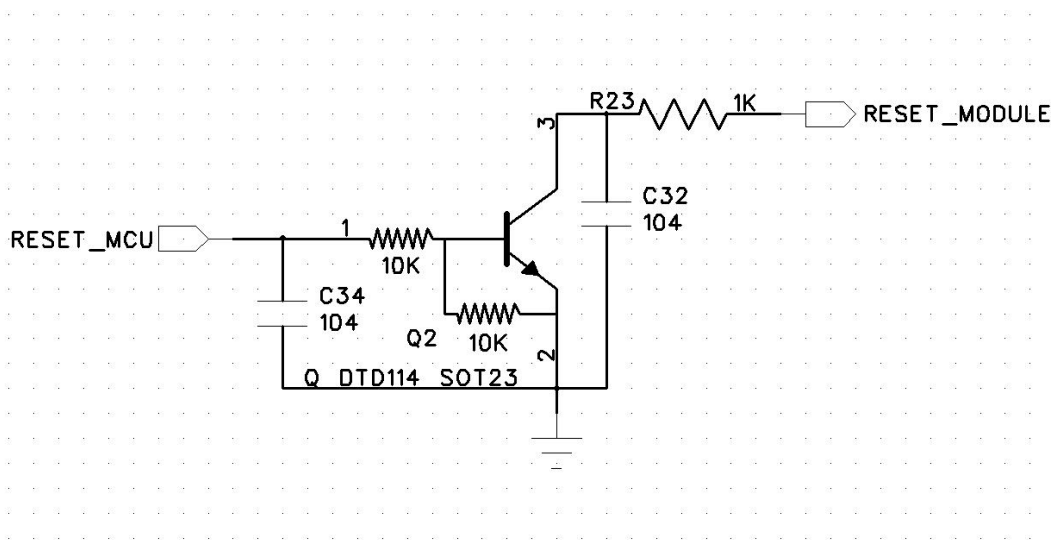 R23
1K
RESET_MODULE
3
C32
104
RESET_MCU
1
10K
C34
104
Q2
10K
2
Q DTD114 SOT23